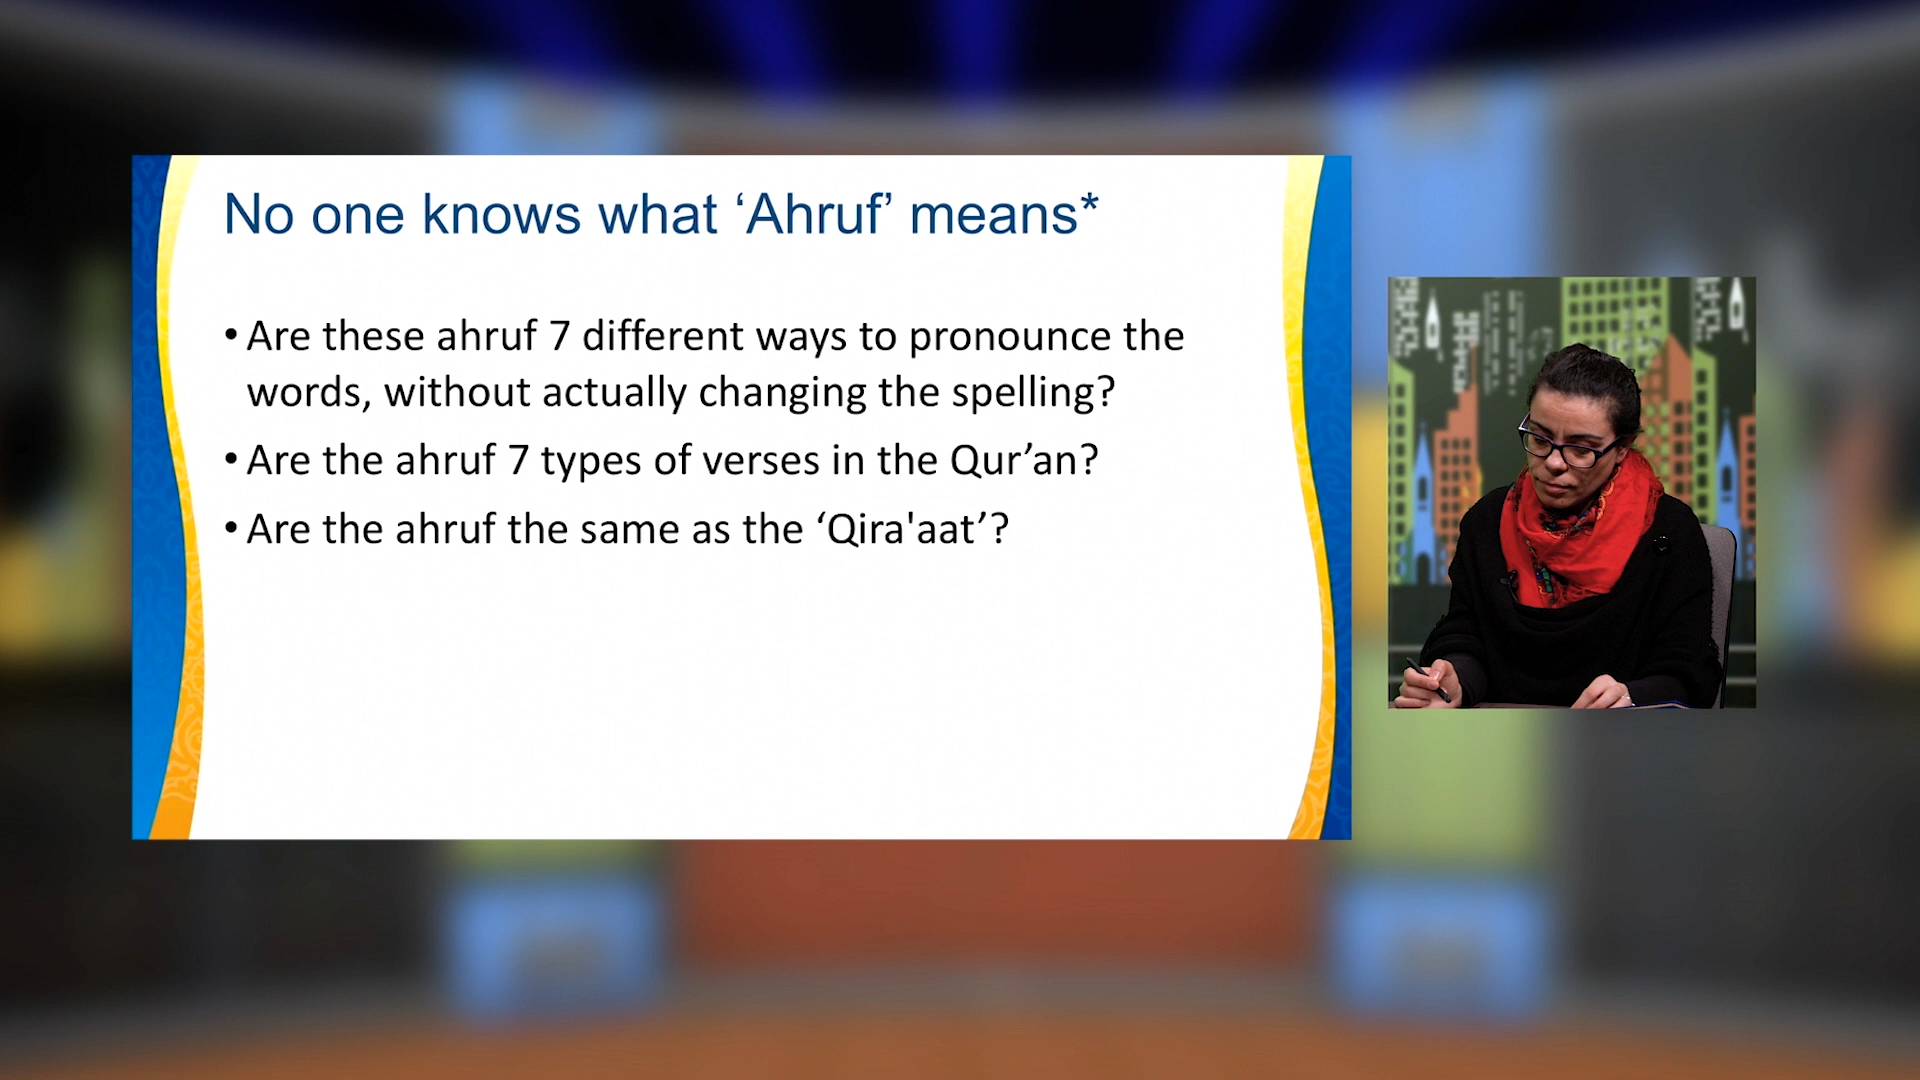 No one knows what ‘Ahruf’ means*
• Are these ahruf 7 different ways to pronounce the
words, without actually changing the spelling?
• Are the ahruf 7 types of verses in the Qur’an?
• Are the ahruf the same as the ‘Qira'aat’?